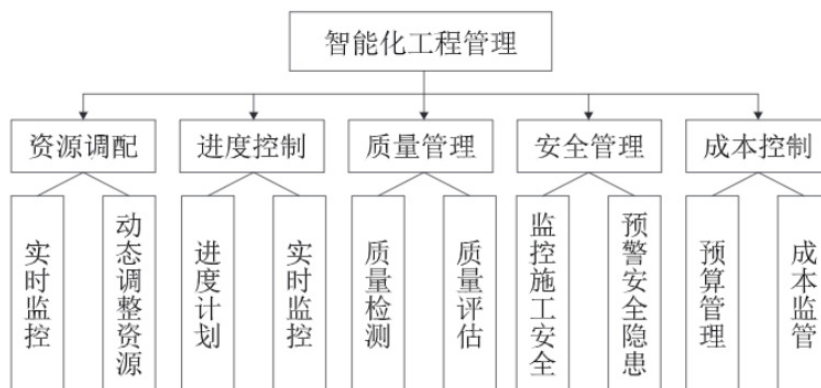 智能化工程管理
资源调配
进度控制
质量管理
安全管理
成本控制
实时监控
动态调整资源
进度计划
实时监控
质量检测
质量评估
监控施工安全
预警安全隐患
预算管理
成本监管